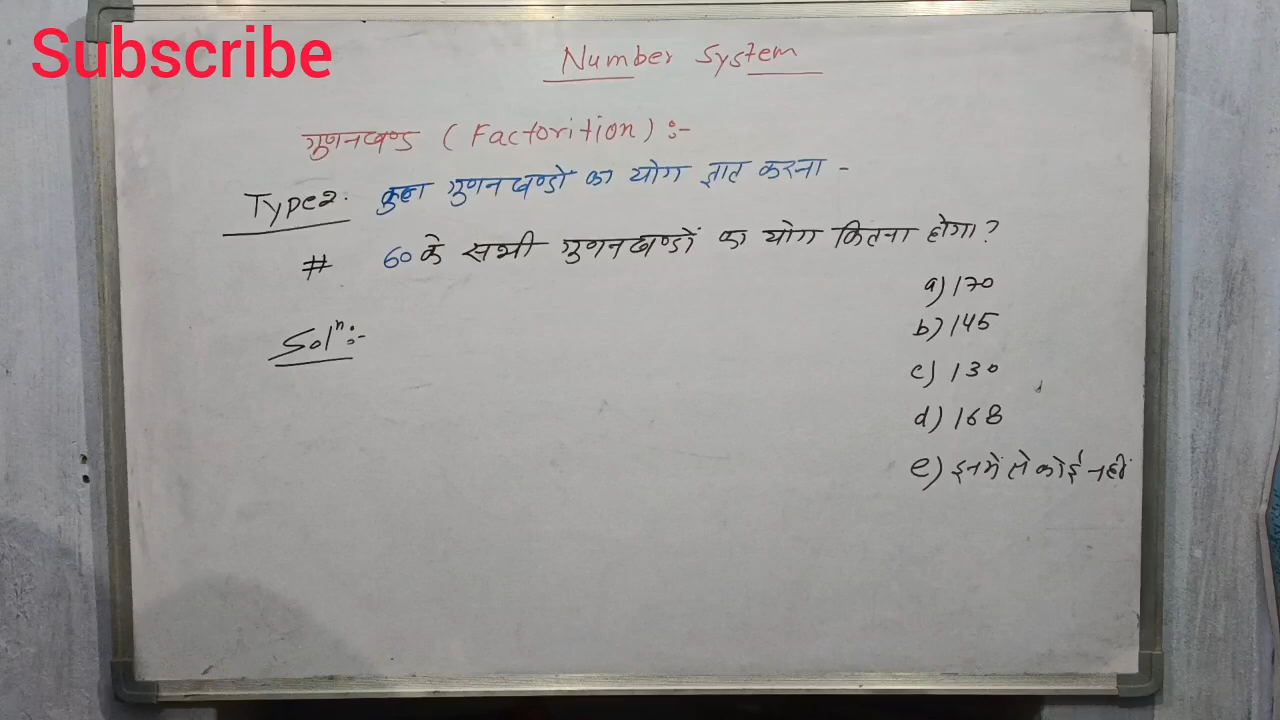 Subscribe
Number System
गुणनखण्ड ( Factorition ) :-
Type2. कुल गुणनखण्डो का योग ज्ञात करना -
# 60 के सभी गुणनखण्डों का योग कितना होगा?
a) 170
b) 145
c) 130
d) 168
e) इनमें से कोई नहीं
Solⁿ:-